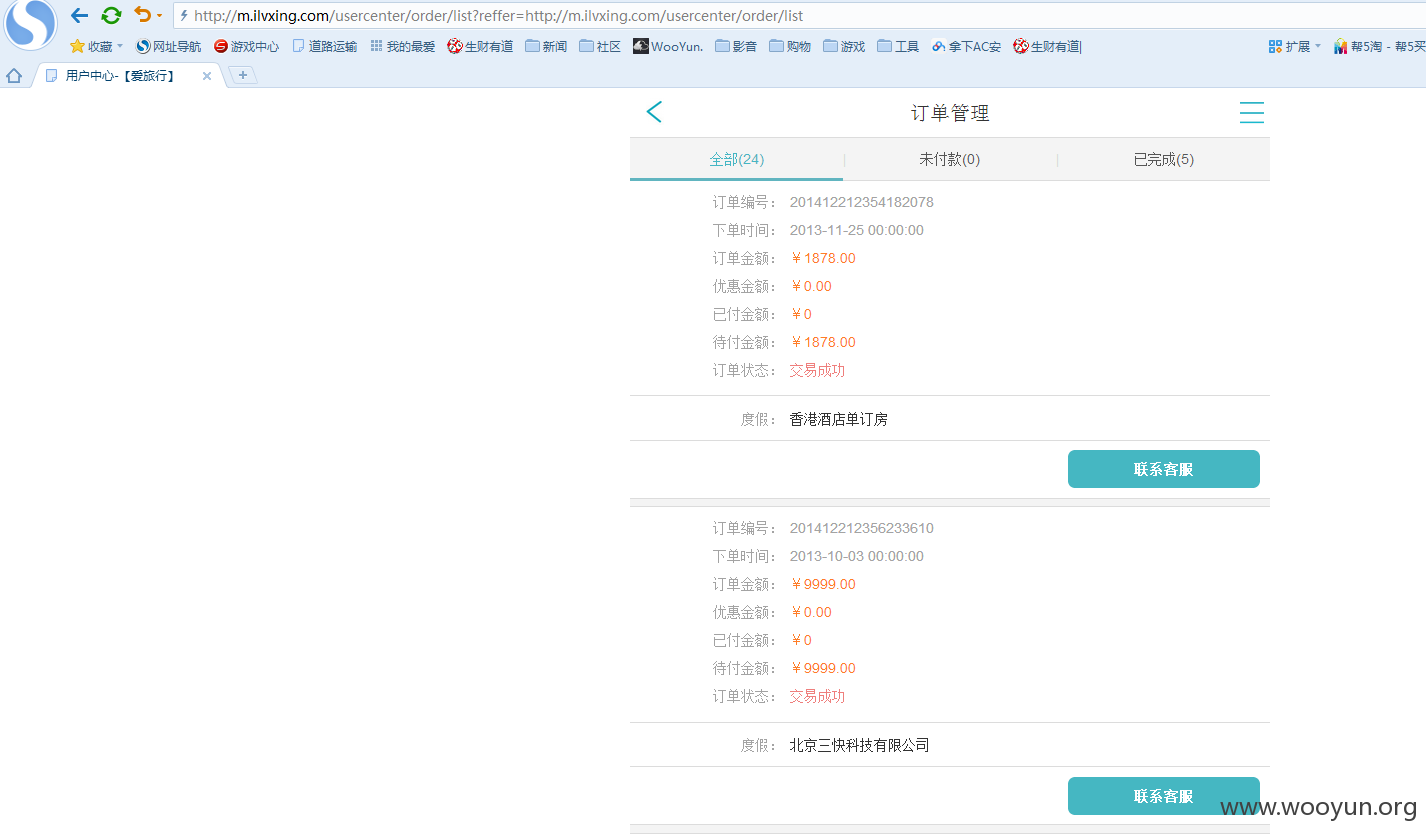 http://m.ilvxing.com/usercenter/order/list?reffer=http://m.ilvxing.com/usercenter/order/list
收藏 网址导航 游戏中心 道路运输 我的最爱 生财有道 新闻 社区 WooYun. 影音 购物 游戏 工具 拿下AC安 生财有道| 扩展 帮5淘 - 帮5买
用户中心-【爱旅行】
订单管理
全部(24) 未付款(0) 已完成(5)
订单编号： 201412212354182078
下单时间： 2013-11-25 00:00:00
订单金额： ￥1878.00
优惠金额： ￥0.00
已付金额： ￥0
待付金额： ￥1878.00
订单状态： 交易成功
度假： 香港酒店单订房
联系客服
订单编号： 201412212356233610
下单时间： 2013-10-03 00:00:00
订单金额： ￥9999.00
优惠金额： ￥0.00
已付金额： ￥0
待付金额： ￥9999.00
订单状态： 交易成功
度假： 北京三快科技有限公司
联系客服
www.wooyun.org